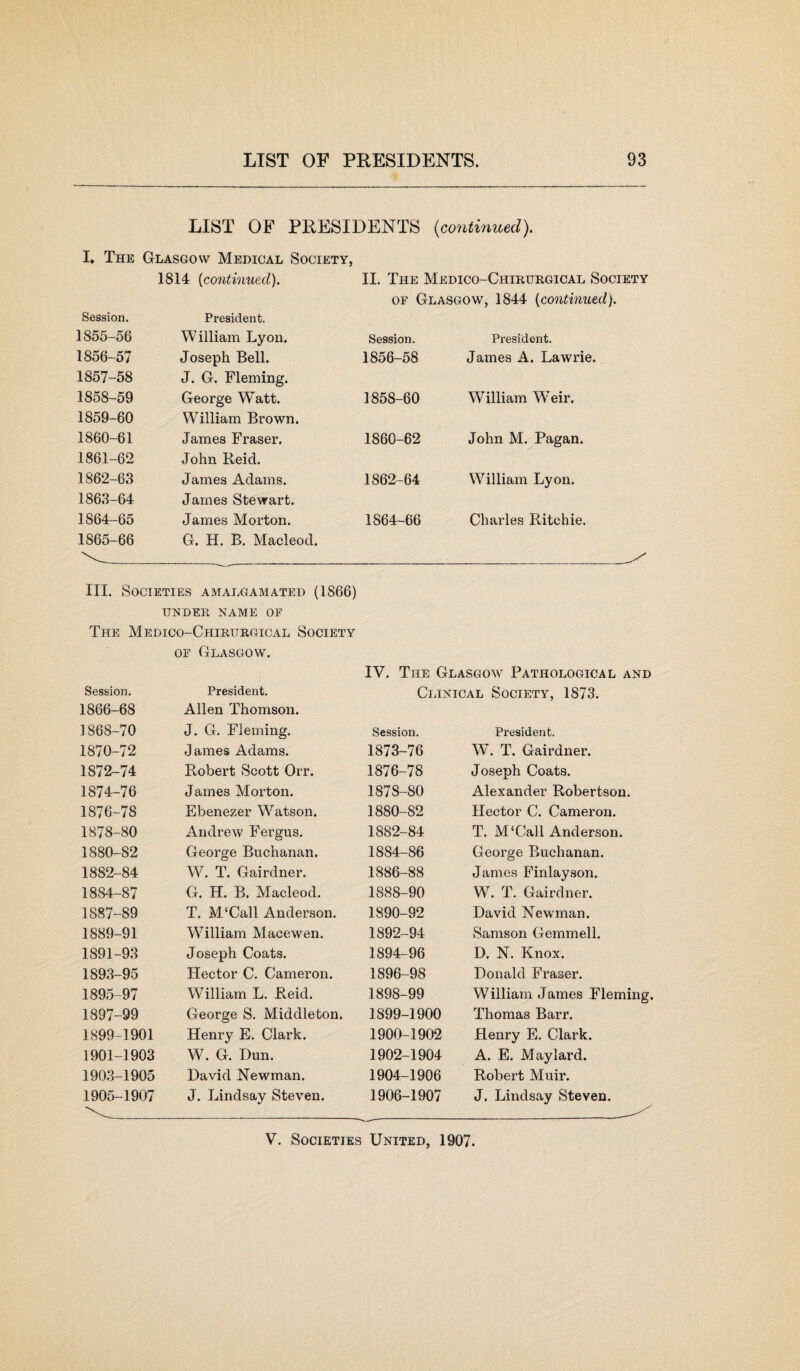 LIST OF PRESIDENTS. 93
LIST OF PRESIDENTS (continued).
I. The Glasgow Medical Society,
1814 (continued).
Session. President.
1855-56 William Lyon.
1856-57 Joseph Bell.
1857-58 J. G. Fleming.
1858-59 George Watt.
1859-60 William Brown.
1860-61 James Fraser.
1861-62 John Reid.
1862-63 James Adams.
1863-64 James Stewart.
1864-65 James Morton.
1865-66 G. H. B. Macleod.
II. The Medico-Chirurgical Society
of Glasgow, 1844 (continued).
Session. President.
1856-58 James A. Lawrie.
1858-60 William Weir.
1860-62 John M. Pagan.
1862-64 William Lyon.
1864-66 Charles Ritchie.
III. Societies amalgamated (1866)
under name of
The Medico-Chirurgical Society
of Glasgow.
Session. President.
1866-68 Allen Thomson.
1868-70 J. G. Fleming.
1870-72 James Adams.
1872-74 Robert Scott Orr.
1874-76 James Morton.
1876-78 Ebenezer Watson.
1878-80 Andrew Fergus.
1880-82 George Buchanan.
1882-84 W. T. Gairdner.
1884-87 G. H. B. Macleod.
1887-89 T. M‘Call Anderson.
1889-91 William Macewen.
1891-93 Joseph Coats.
1893-95 Hector C. Cameron.
1895-97 William L. Reid.
1897-99 George S. Middleton.
1899-1901 Henry E. Clark.
1901-1903 W. G. Dun.
1903-1905 David Newman.
1905-1907 J. Lindsay Steven.
IV. The Glasgow Pathological and
Clinical Society, 1873.
Session. President.
1873-76 W. T. Gairdner.
1876-78 Joseph Coats.
1878-80 Alexander Robertson.
1880-82 Hector C. Cameron.
1882-84 T. M‘Call Anderson.
1884-86 George Buchanan.
1886-88 James Finlayson.
1888-90 W. T. Gairdner.
1890-92 David Newman.
1892-94 Samson Gemmell.
1894-96 D. N. Knox.
1896-98 Donald Fraser.
1898-99 William James Fleming.
1899-1900 Thomas Barr.
1900-1902 Henry E. Clark.
1902-1904 A. E. Maylard.
1904-1906 Robert Muir.
1906-1907 J. Lindsay Steven.
V. Societies United, 1907.